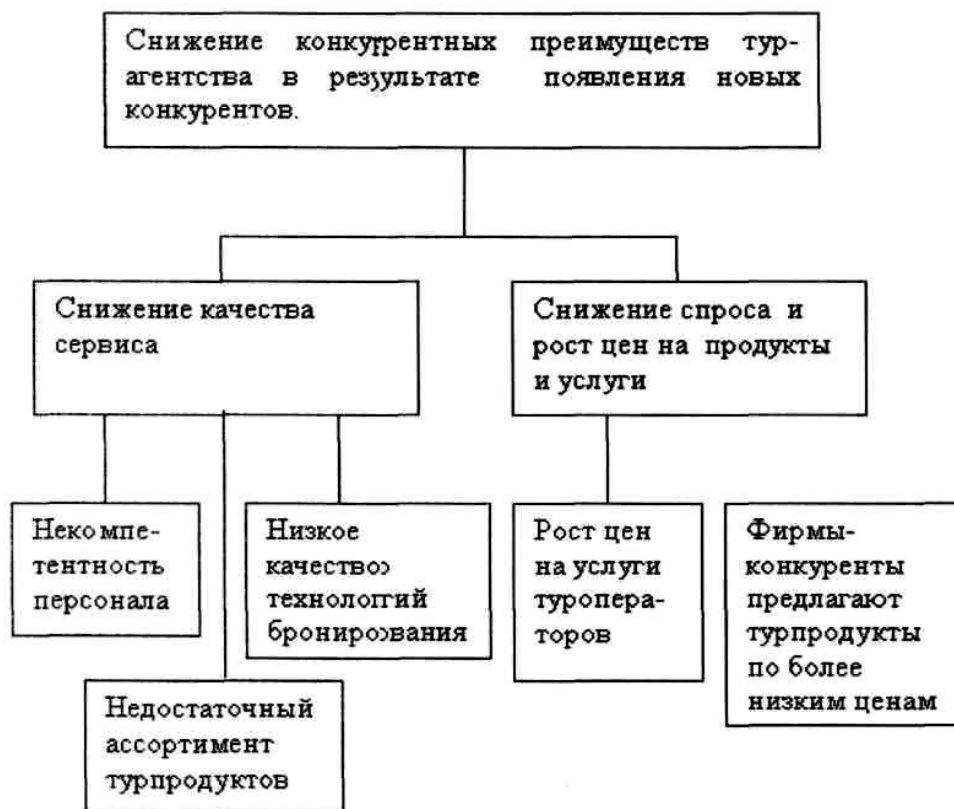 Снижение конкурентных преимуществ тур-
агентства в результате появления новых
конкурентов.
Снижение качества
сервиса
Снижение спроса и
рост цен на продукты
и услуги
Некомпе-
тентность
персонала
Низкое
качество
технологий
бронирования
Рост цен
на услуги
туропера-
торов
Фирмы-
конкуренты
предлагают
турпродукты
по более
низким ценам
Недостаточный
ассортимент
турпродуктов